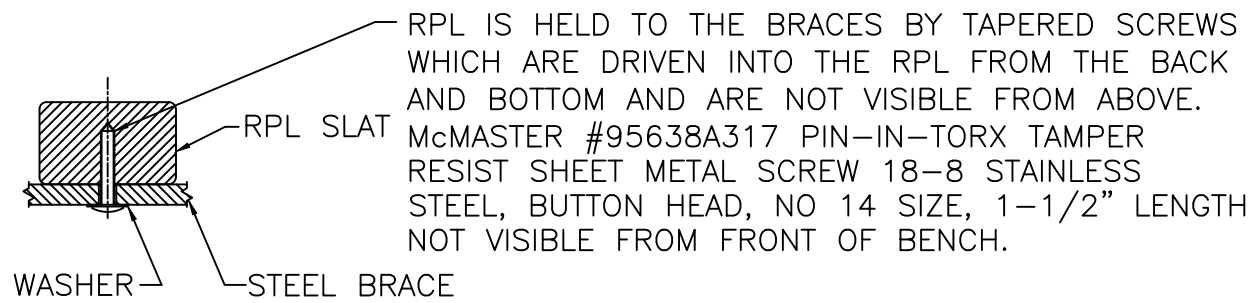 RPL IS HELD TO THE BRACES BY TAPERED SCREWS
WHICH ARE DRIVEN INTO THE RPL FROM THE BACK
AND BOTTOM AND ARE NOT VISIBLE FROM ABOVE.
McMASTER #95638A317 PIN-IN-TORX TAMPER
RESIST SHEET METAL SCREW 18-8 STAINLESS
STEEL, BUTTON HEAD, NO 14 SIZE, 1-1/2" LENGTH
NOT VISIBLE FROM FRONT OF BENCH.
RPL SLAT
WASHER
STEEL BRACE